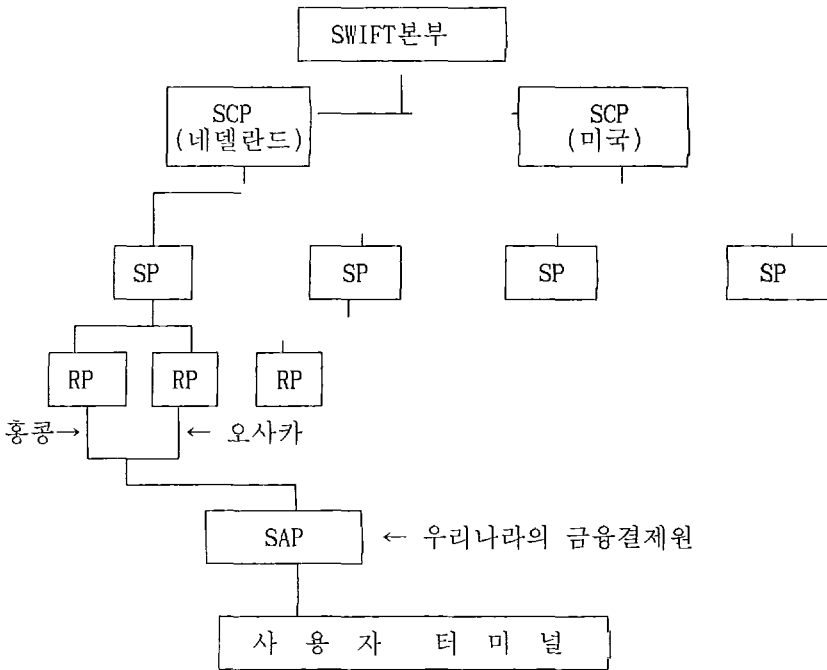 SWIFT본부
SCP SCP
(네델란드) (미국)
SP SP SP SP
RP RP RP
홍콩→ ← 오사카
SAP ← 우리나라의 금융결제원
사 용 자 터 미 널